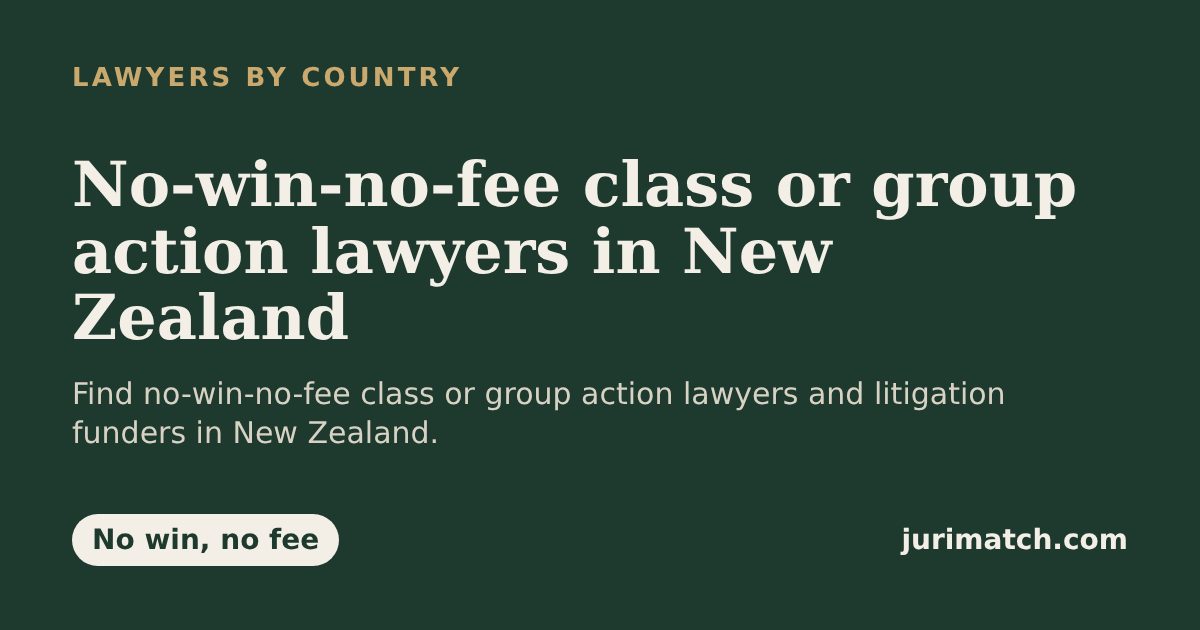 LAWYERS BY COUNTRY
No-win-no-fee class or group
action lawyers in New
Zealand
Find no-win-no-fee class or group action lawyers and litigation
funders in New Zealand.
No win, no fee
jurimatch.com